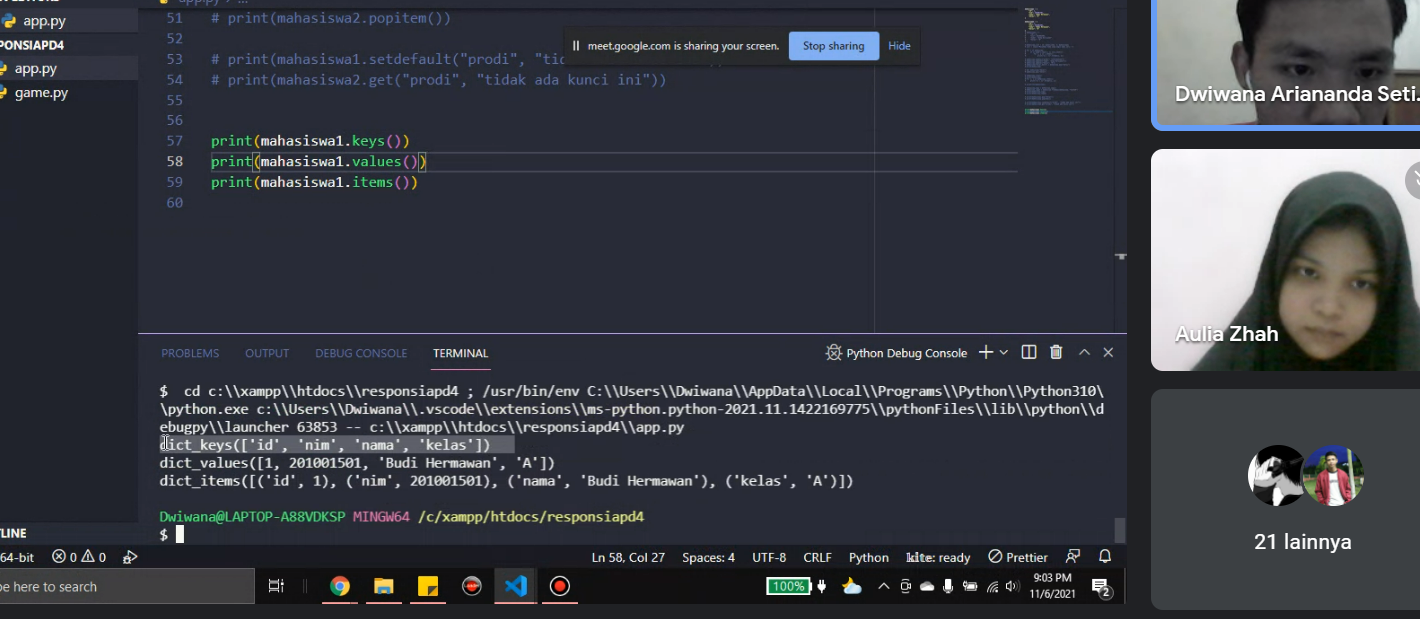 app.py
PONSIAPD4
app.py
game.py
51 # print(mahasiswa2.popitem())
52
53 # print(mahasiswa1.setdefault("prodi",
54 # print(mahasiswa2.get("prodi", "tidak ada kunci ini"))
55
56
57 print(mahasiswa1.keys())
58 print(mahasiswa1.values())
59 print(mahasiswa1.items())
60
meet.google.com is sharing your screen. Stop sharing Hide
PROBLEMS OUTPUT DEBUG CONSOLE TERMINAL Python Debug Console
$ cd c:\\xampp\\htdocs\\responsiapd4 ; /usr/bin/env C:\\Users\\Dwiwana\\AppData\\Local\\Programs\\Python\\Python310\
\python.exe c:\\Users\\Dwiwana\\.vscode\\extensions\\ms-python.python-2021.11.1422169775\\pythonFiles\\lib\\python\\d
ebugpy\\launcher 63853 -- c:\\xampp\\htdocs\\responsiapd4\\app.py
dict_keys(['id', 'nim', 'nama', 'kelas'])
dict_values([1, 201001501, 'Budi Hermawan', 'A'])
dict_items([('id', 1), ('nim', 201001501), ('nama', 'Budi Hermawan'), ('kelas', 'A')])
Dwiwana@LAPTOP-A88VDKSP MINGW64 /c/xampp/htdocs/responsiapd4
$
TLINE
64-bit 0 0 Ln 58, Col 27 Spaces: 4 UTF-8 CRLF Python kite: ready Prettier
pe here to search 100% 9:03 PM
11/6/2021 2
Dwiwana Ariananda Seti...
Aulia Zhah
21 lainnya